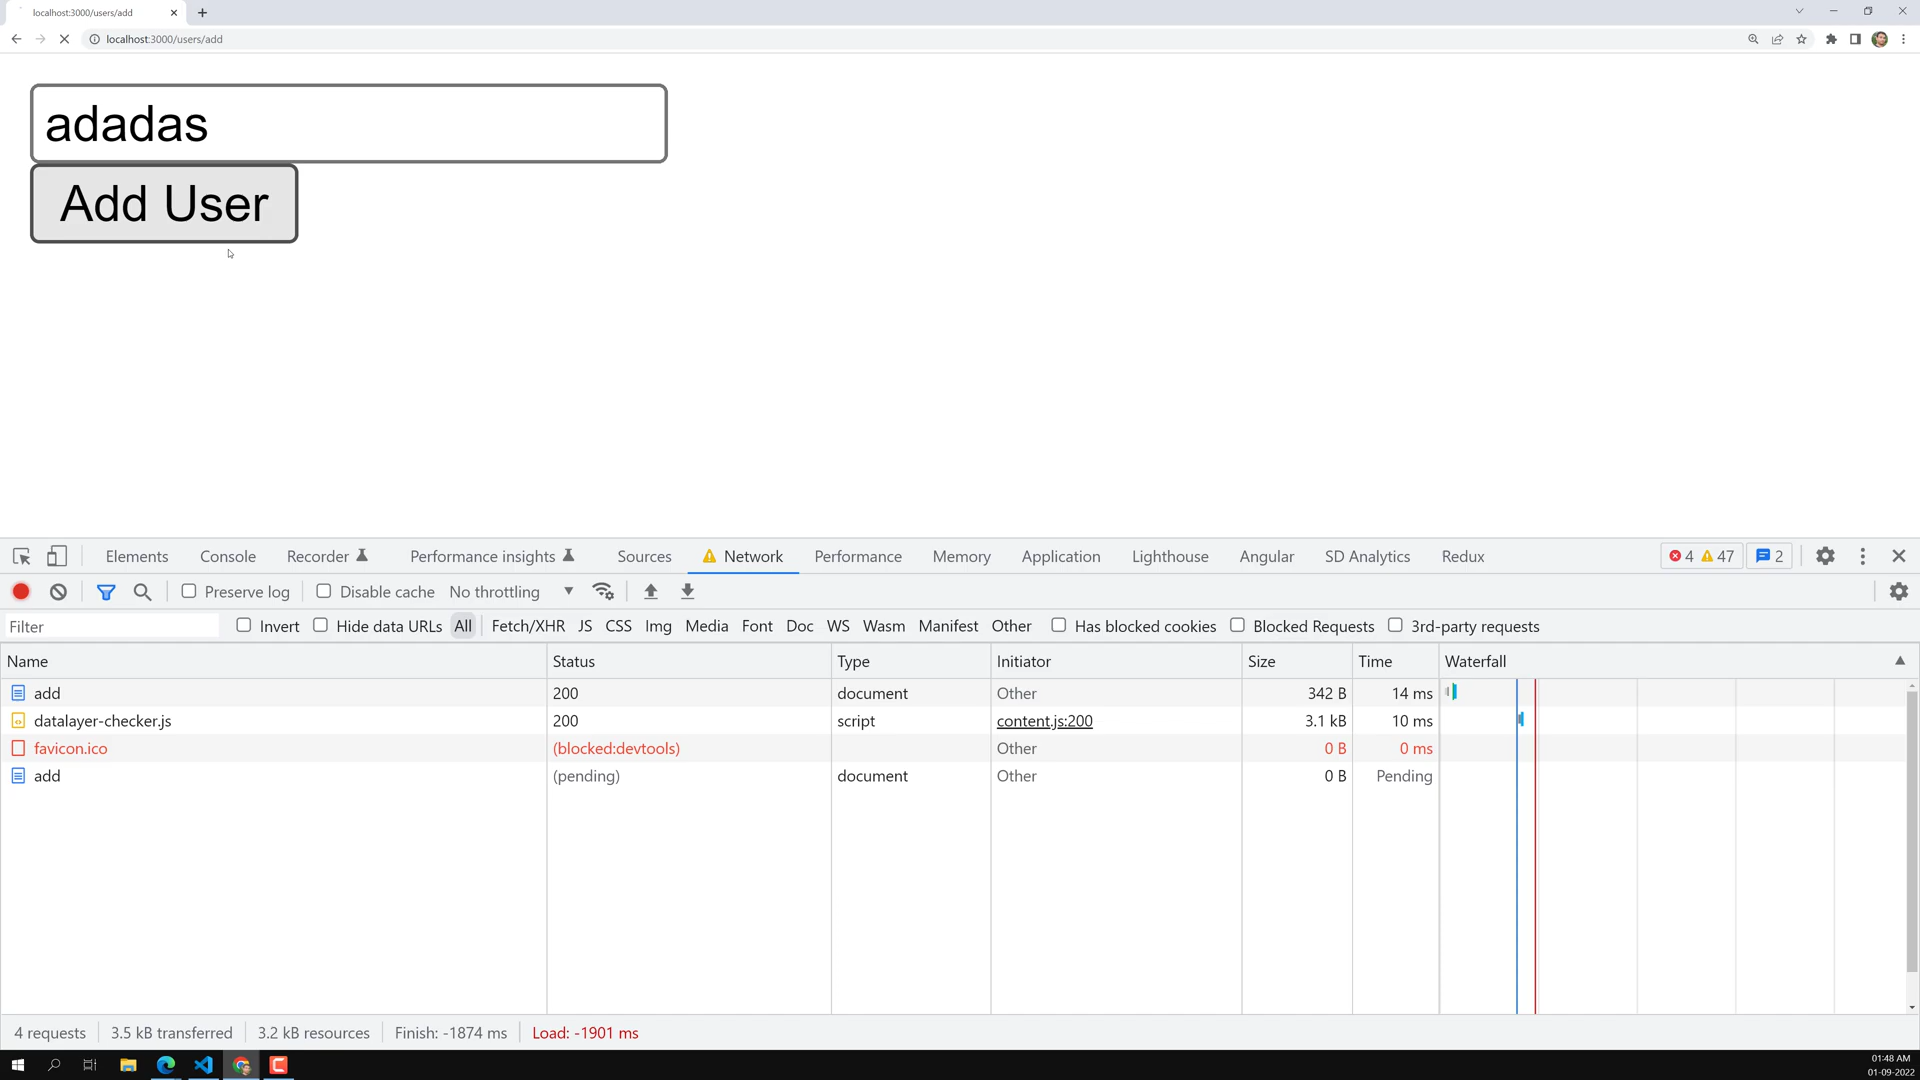 localhost:3000/users/add
localhost:3000/users/add
adadas
Add User
Elements Console Recorder Performance insights Sources Network Performance Memory Application Lighthouse Angular SD Analytics Redux 4 47 2
Preserve log Disable cache No throttling
Filter Invert Hide data URLs All Fetch/XHR JS CSS Img Media Font Doc WS Wasm Manifest Other Has blocked cookies Blocked Requests 3rd-party requests
Name Status Type Initiator Size Time Waterfall
add 200 document Other 342 B 14 ms
datalayer-checker.js 200 script content.js:200 3.1 kB 10 ms
favicon.ico (blocked:devtools) Other 0 B 0 ms
add (pending) document Other 0 B Pending
4 requests 3.5 kB transferred 3.2 kB resources Finish: -1874 ms Load: -1901 ms
01:48 AM
01-09-2022